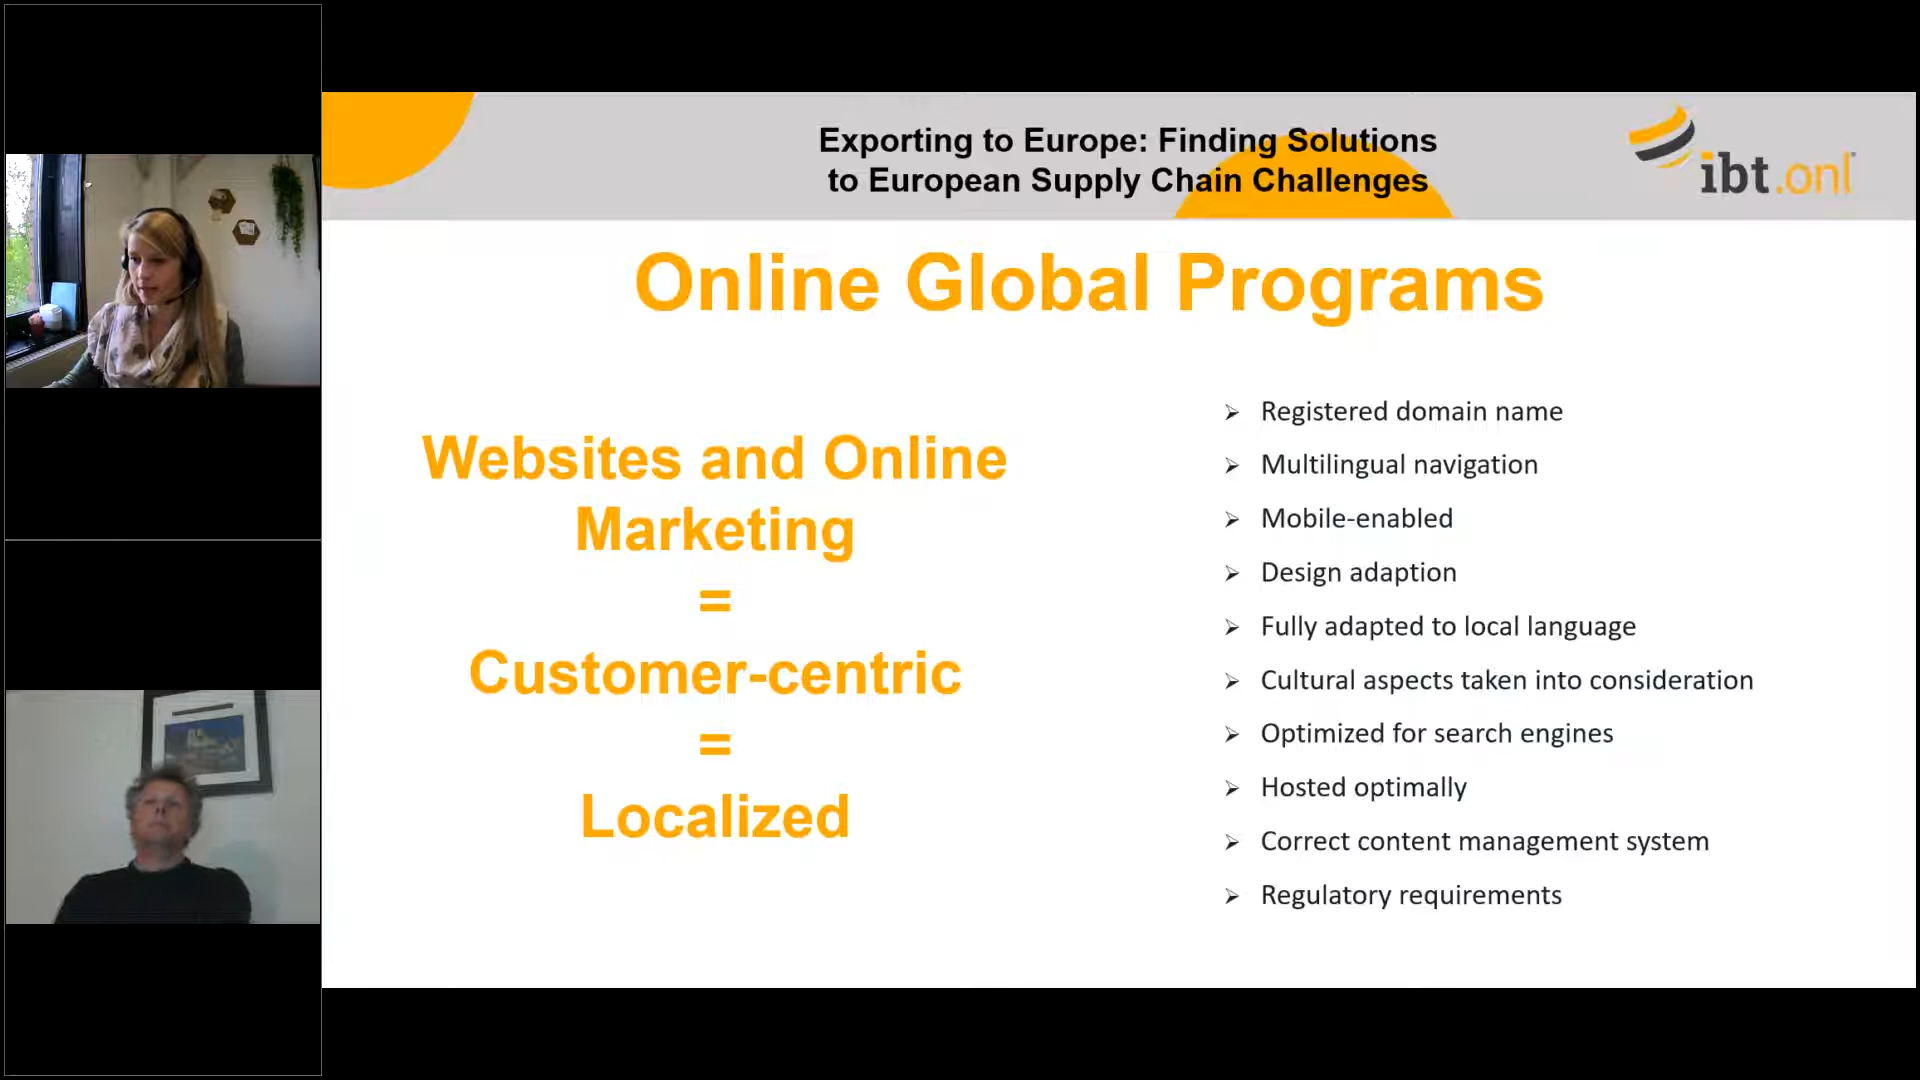 Exporting to Europe: Finding Solutions
to European Supply Chain Challenges
ibt.onl
Online Global Programs
Websites and Online
Marketing
=
Customer-centric
=
Localized
Registered domain name
Multilingual navigation
Mobile-enabled
Design adaption
Fully adapted to local language
Cultural aspects taken into consideration
Optimized for search engines
Hosted optimally
Correct content management system
Regulatory requirements